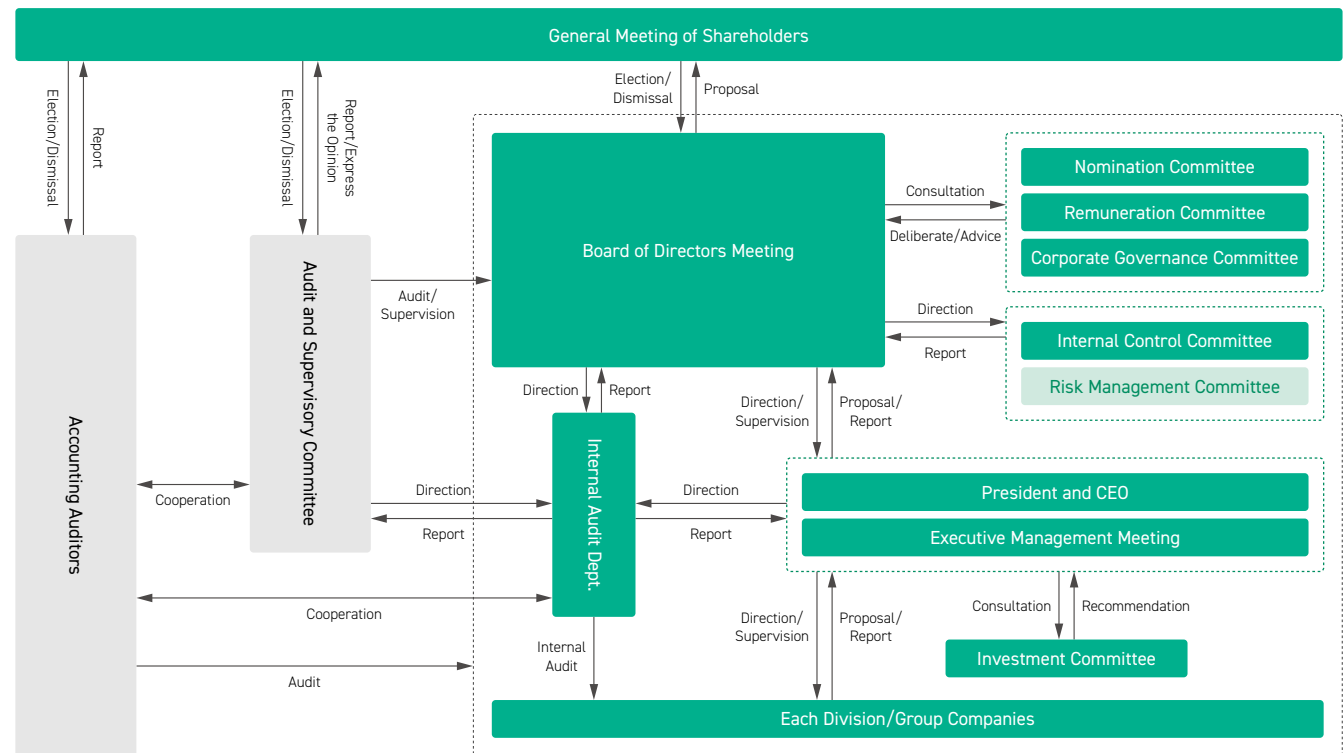 General Meeting of Shareholders
Election/Dismissal
Report
Election/Dismissal
Report/Express
the Opinion
Election/
Dismissal
Proposal
Board of Directors Meeting
Consultation
Deliberate/Advice
Nomination Committee
Remuneration Committee
Corporate Governance Committee
Direction
Report
Internal Control Committee
Risk Management Committee
Accounting Auditors
Audit and Supervisory Committee
Audit/
Supervision
Direction
Report
Direction/
Supervision
Proposal/
Report
Internal Audit Dept.
Cooperation
Direction
Report
Direction
Report
President and CEO
Executive Management Meeting
Cooperation
Internal
Audit
Direction/
Supervision
Proposal/
Report
Consultation
Recommendation
Investment Committee
Audit
Each Division/Group Companies